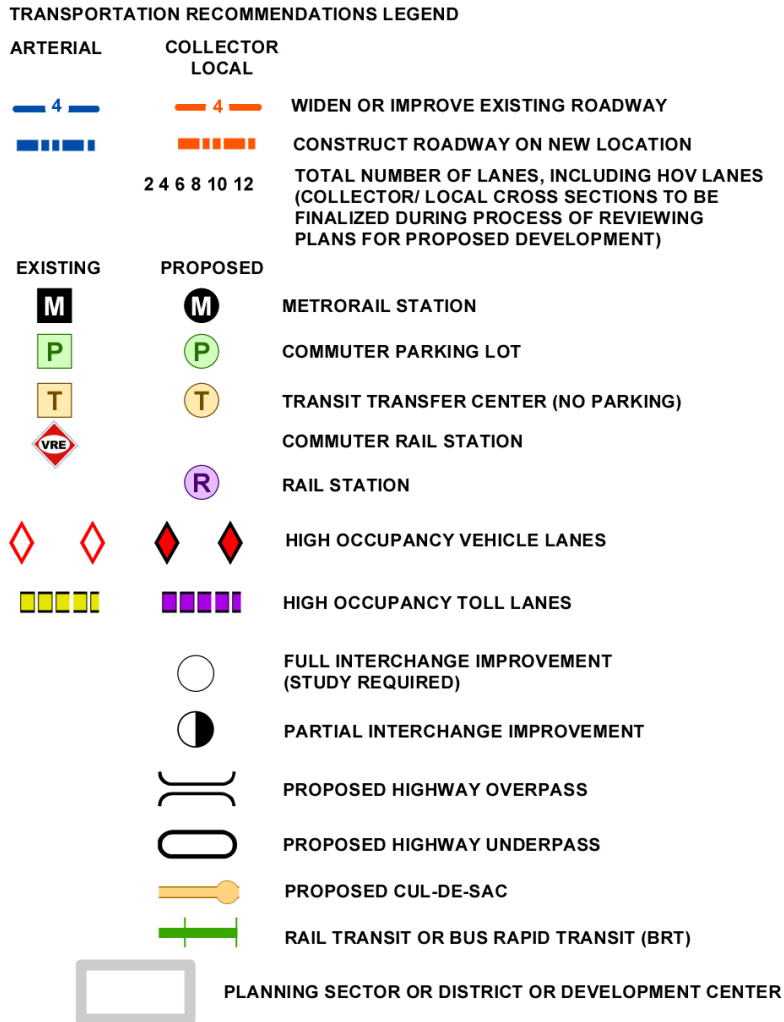 TRANSPORTATION RECOMMENDATIONS LEGEND
ARTERIAL
COLLECTOR
LOCAL
4
4
WIDEN OR IMPROVE EXISTING ROADWAY
CONSTRUCT ROADWAY ON NEW LOCATION
2 4 6 8 10 12
TOTAL NUMBER OF LANES, INCLUDING HOV LANES
(COLLECTOR/ LOCAL CROSS SECTIONS TO BE
FINALIZED DURING PROCESS OF REVIEWING
PLANS FOR PROPOSED DEVELOPMENT)
EXISTING
PROPOSED
M
M
METRORAIL STATION
P
P
COMMUTER PARKING LOT
T
T
TRANSIT TRANSFER CENTER (NO PARKING)
VRE
COMMUTER RAIL STATION
R
RAIL STATION
HIGH OCCUPANCY VEHICLE LANES
HIGH OCCUPANCY TOLL LANES
FULL INTERCHANGE IMPROVEMENT
(STUDY REQUIRED)
PARTIAL INTERCHANGE IMPROVEMENT
PROPOSED HIGHWAY OVERPASS
PROPOSED HIGHWAY UNDERPASS
PROPOSED CUL-DE-SAC
RAIL TRANSIT OR BUS RAPID TRANSIT (BRT)
PLANNING SECTOR OR DISTRICT OR DEVELOPMENT CENTER